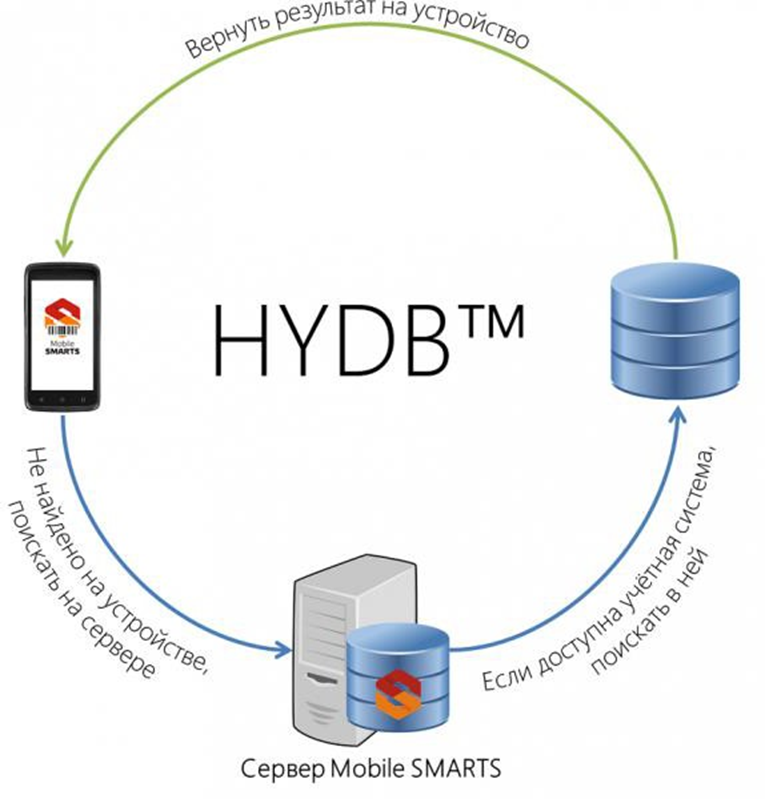 Вернуть результат на устройство
Mobile
SMARTS
HYDB™
Не найдено на устройстве,
поискать на сервере
Если доступна учётная система,
поискать в ней
Сервер Mobile SMARTS